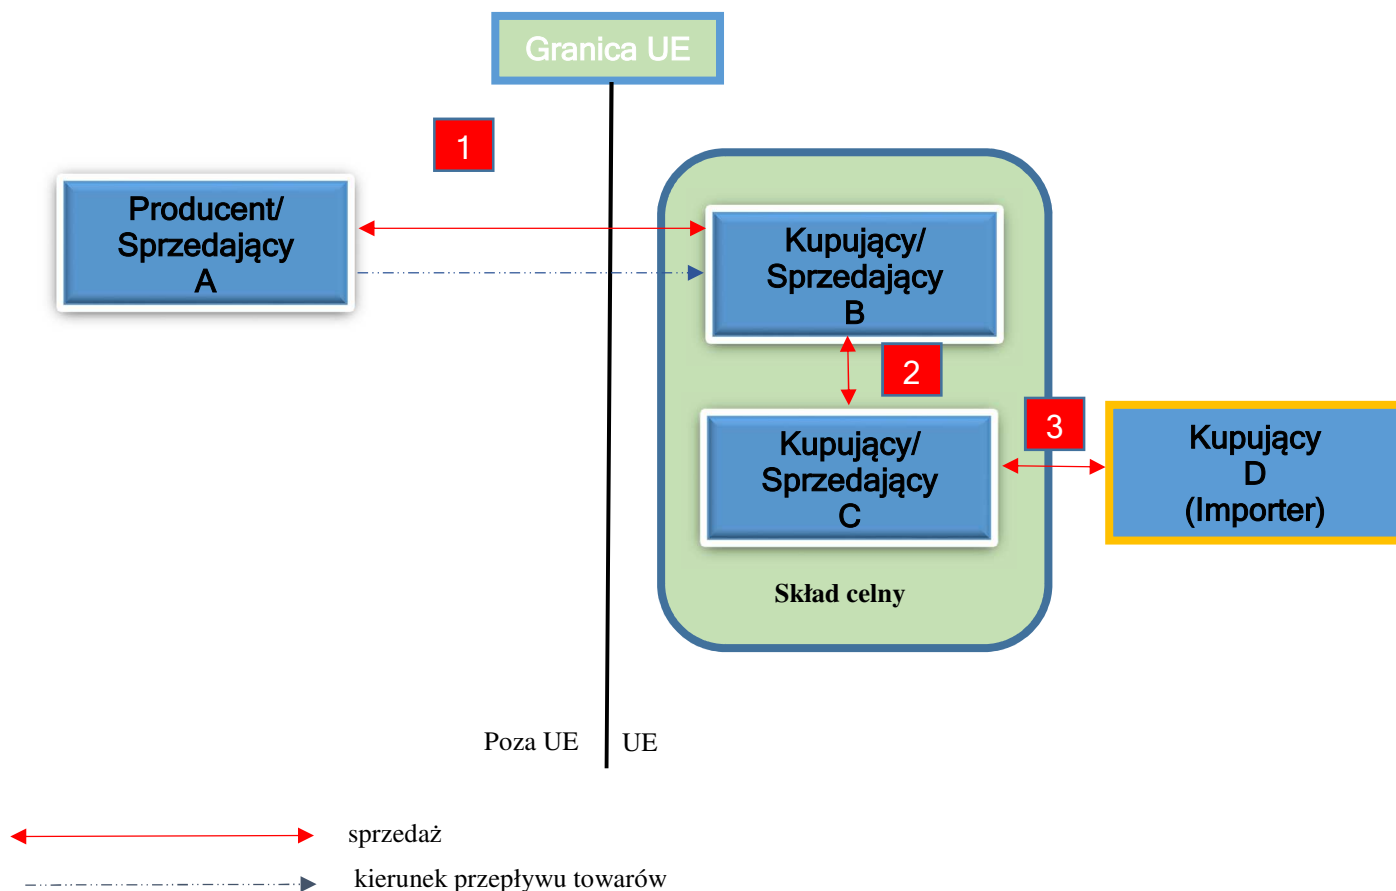 Granica UE
1
Producent/
Sprzedający
A
Kupujący/
Sprzedający
B
2
Kupujący/
Sprzedający
C
3
Kupujący
D
(Importer)
Skład celny
Poza UE
UE
sprzedaż
kierunek przepływu towarów